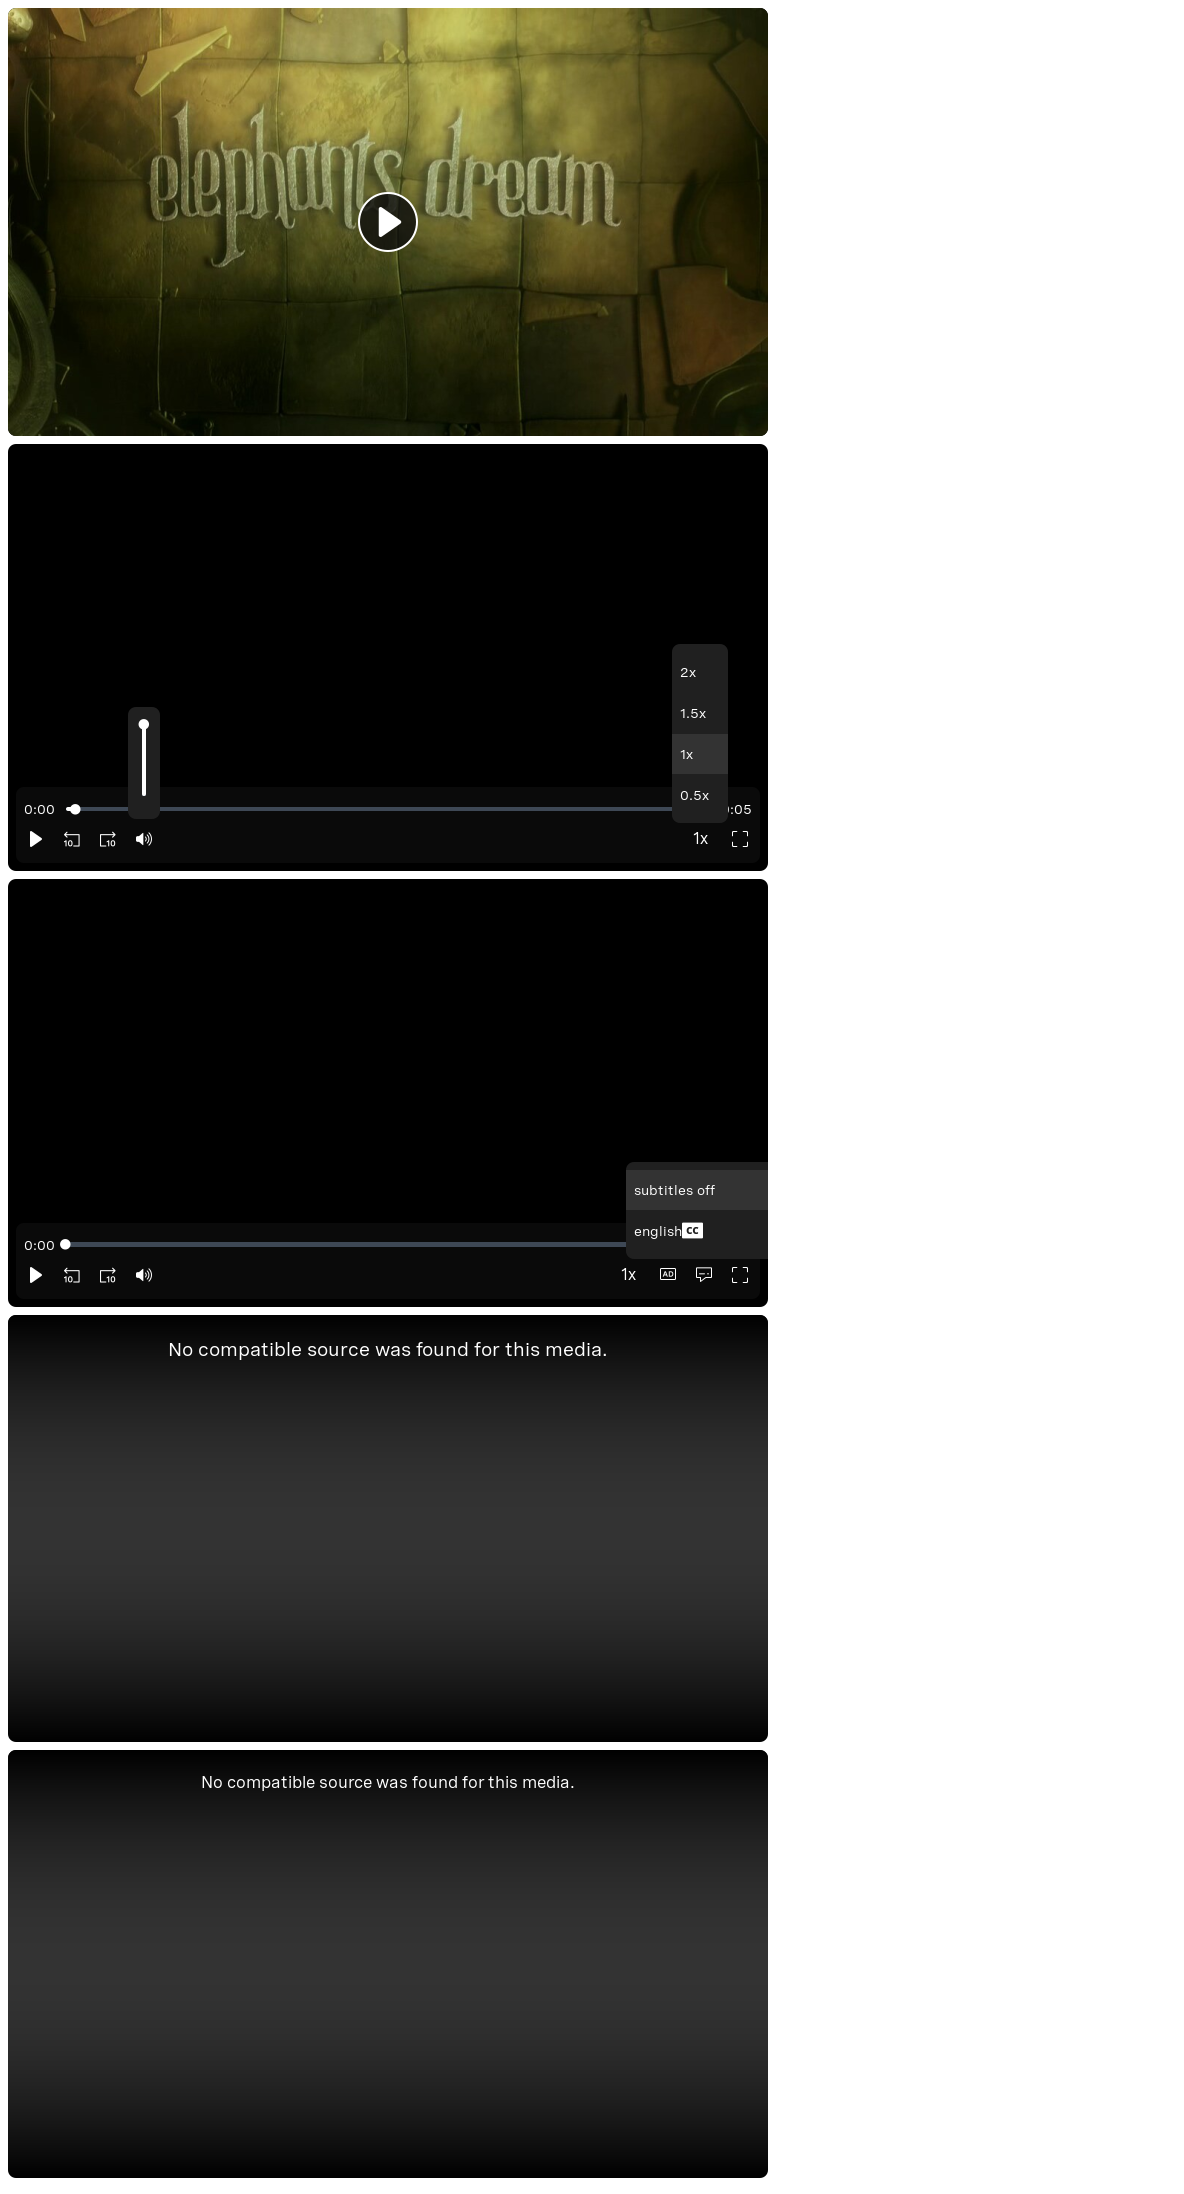 elephants dream
2x
1.5x
1x
0.5x
0:00
:05
10 10 1x
subtitles off
english CC
0:00
10 10 1x AD
No compatible source was found for this media.
No compatible source was found for this media.